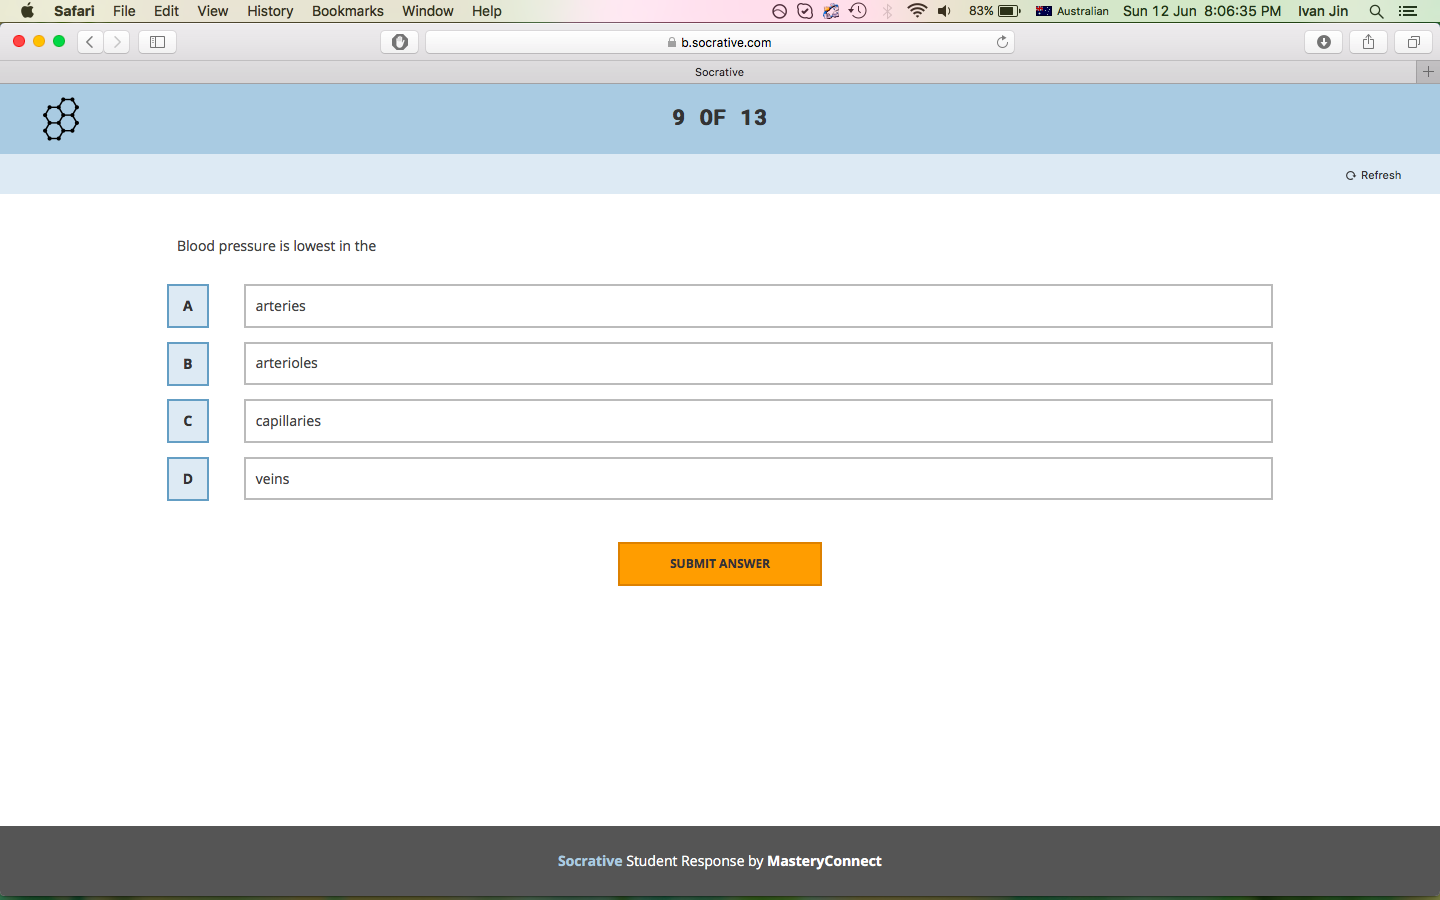 Safari File Edit View History Bookmarks Window Help 83% Australian Sun 12 Jun 8:06:35 PM Ivan Jin
b.socrative.com
Socrative
9 OF 13
Refresh
Blood pressure is lowest in the
A arteries
B arterioles
C capillaries
D veins
SUBMIT ANSWER
Socrative Student Response by MasteryConnect